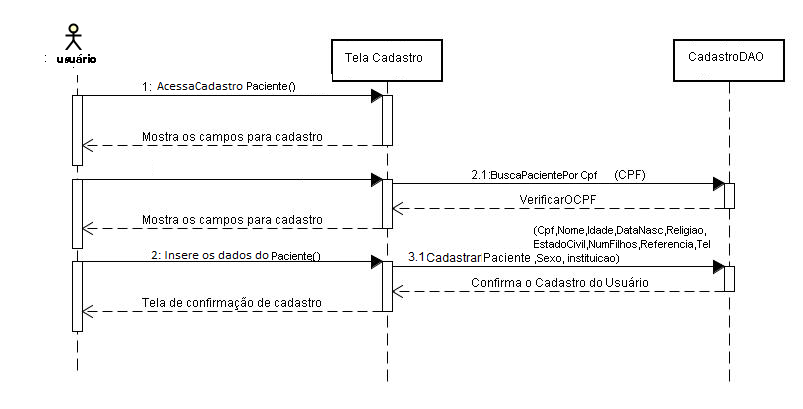 : usuário
Tela Cadastro
CadastroDAO
1: AcessaCadastro Paciente()
Mostra os campos para cadastro
2.1:BuscaPacientePor Cpf (CPF)
VerificarOCPF
Mostra os campos para cadastro
(Cpf,Nome,Idade,DataNasc,Religiao,
EstadoCivil,NumFilhos,Referencia,Tel
2: Insere os dados do Paciente()
3.1Cadastrar Paciente ,Sexo, instituicao)
Confirma o Cadastro do Usuário
Tela de confirmação de cadastro